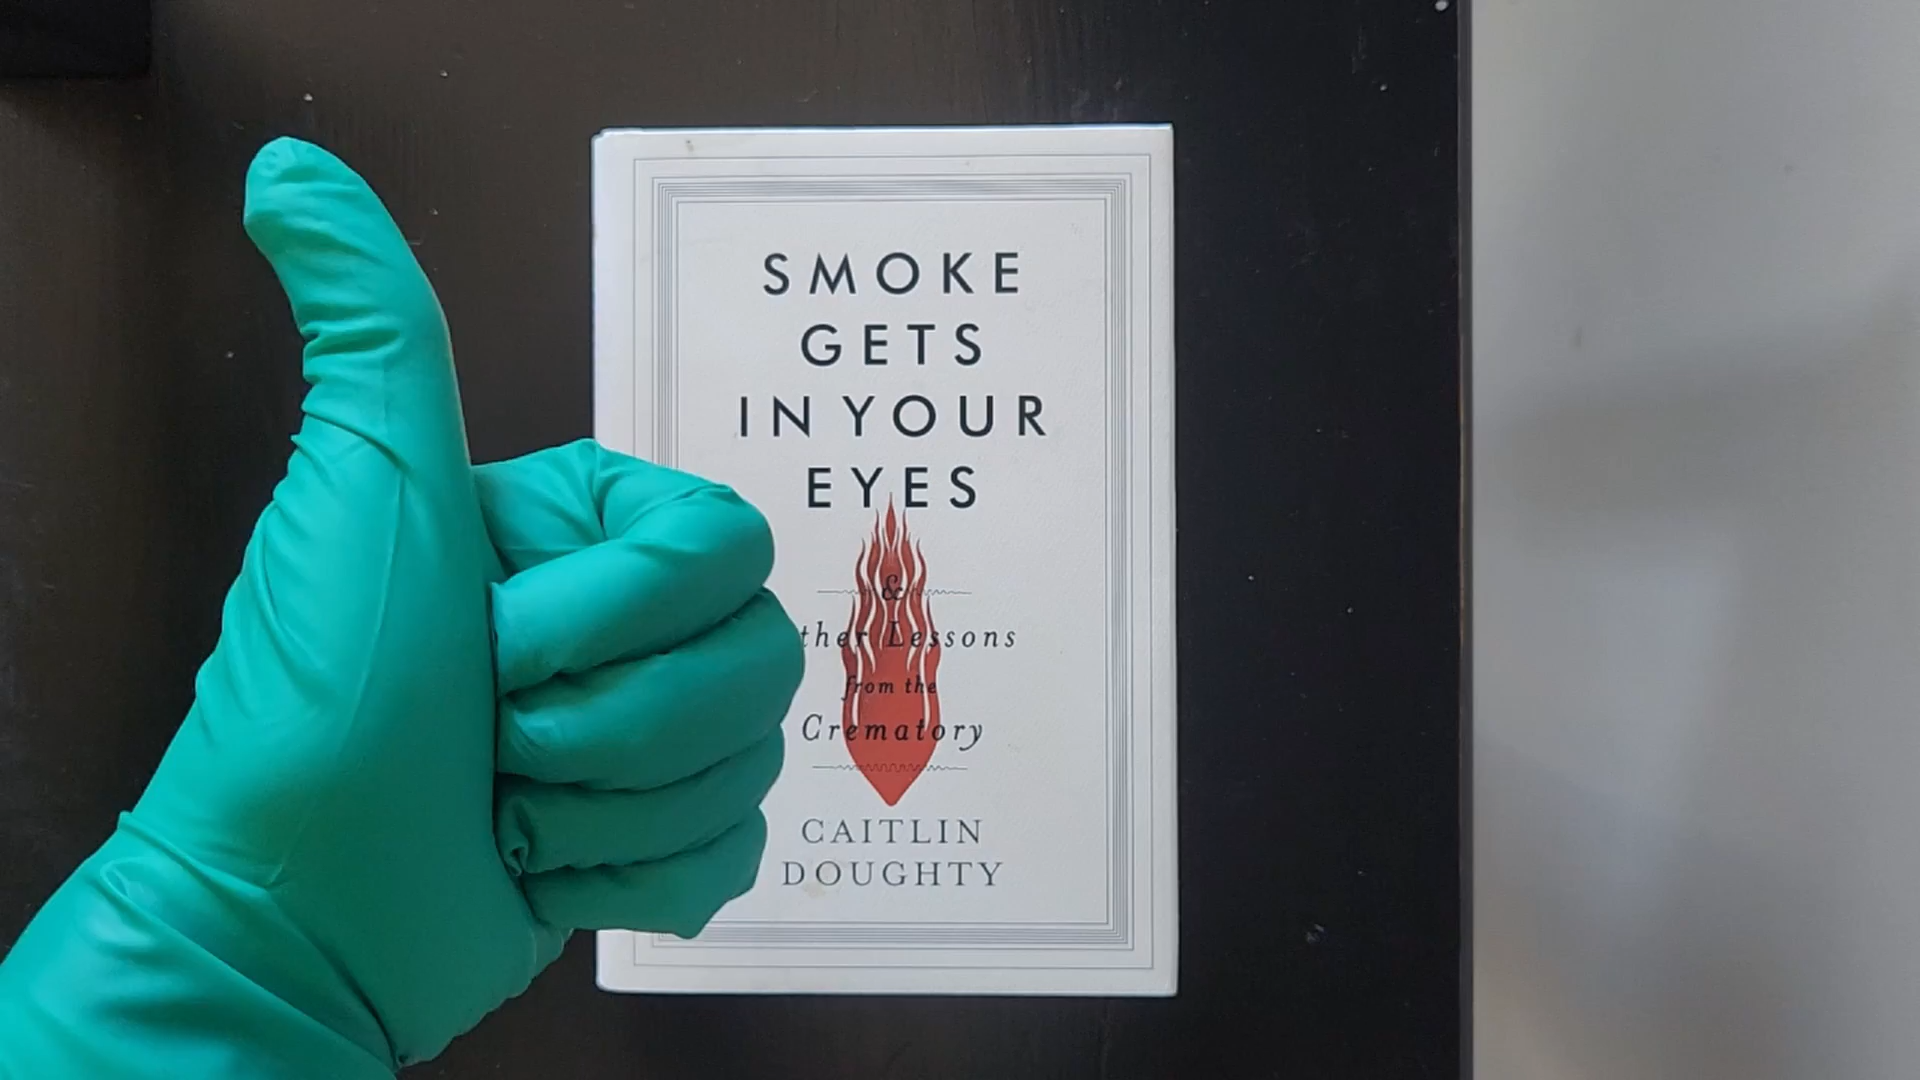 SMOKE
GETS
IN YOUR
EYES
&
ther Lessons
from the
Crematory
CAITLIN
DOUGHTY